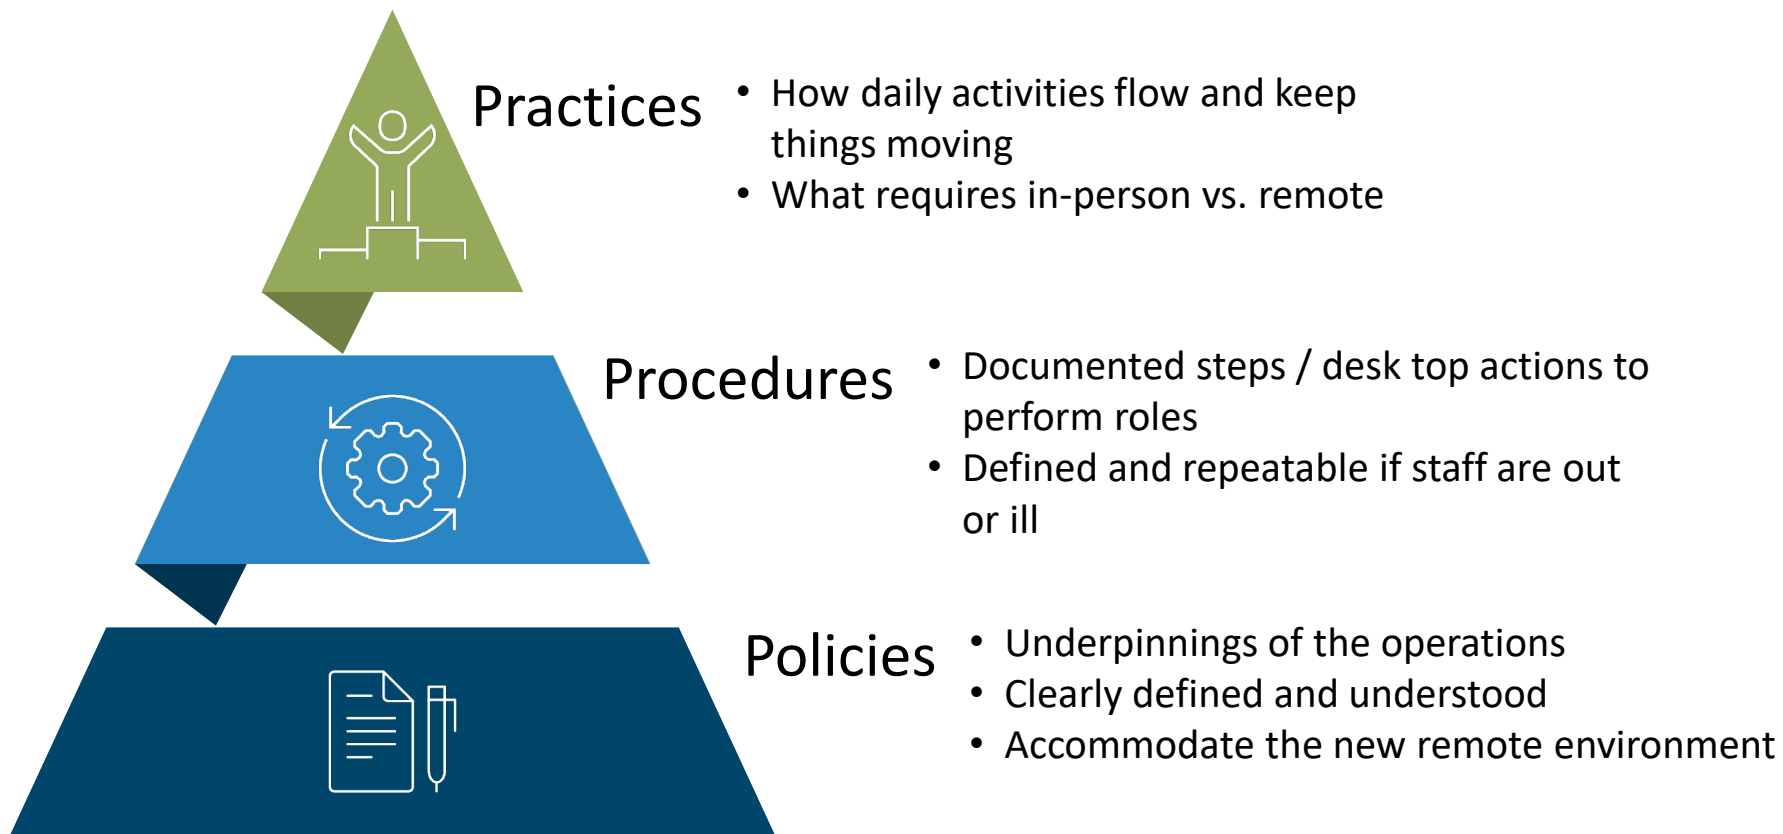 Practices
• How daily activities flow and keep
things moving
• What requires in-person vs. remote
Procedures
• Documented steps / desk top actions to
perform roles
• Defined and repeatable if staff are out
or ill
Policies
• Underpinnings of the operations
• Clearly defined and understood
• Accommodate the new remote environment